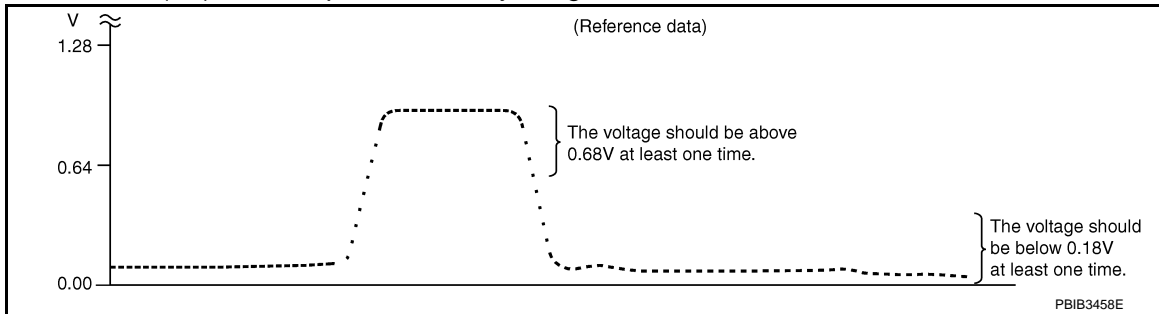 V
(Reference data)
1.28
The voltage should be above
0.68V at least one time.
0.64
The voltage should
be below 0.18V
at least one time.
0.00
PBIB3458E